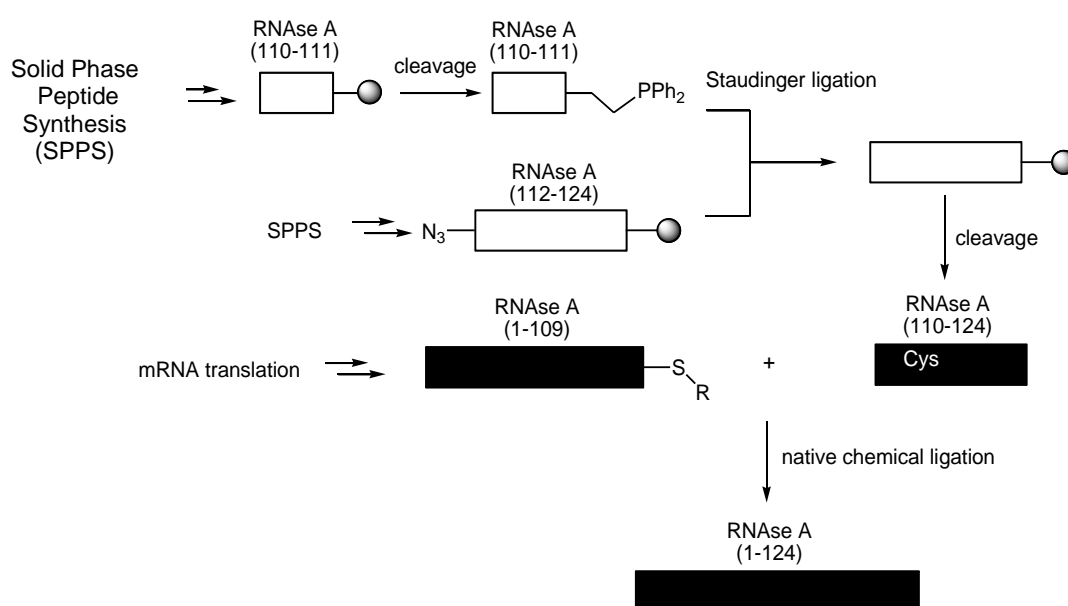 Solid Phase
Peptide
Synthesis
(SPPS)
RNAse A
(110-111)
cleavage
RNAse A
(110-111)
PPh2
Staudinger ligation
SPPS
N3
RNAse A
(112-124)
cleavage
mRNA translation
RNAse A
(1-109)
S
R
+
RNAse A
(110-124)
Cys
native chemical ligation
RNAse A
(1-124)